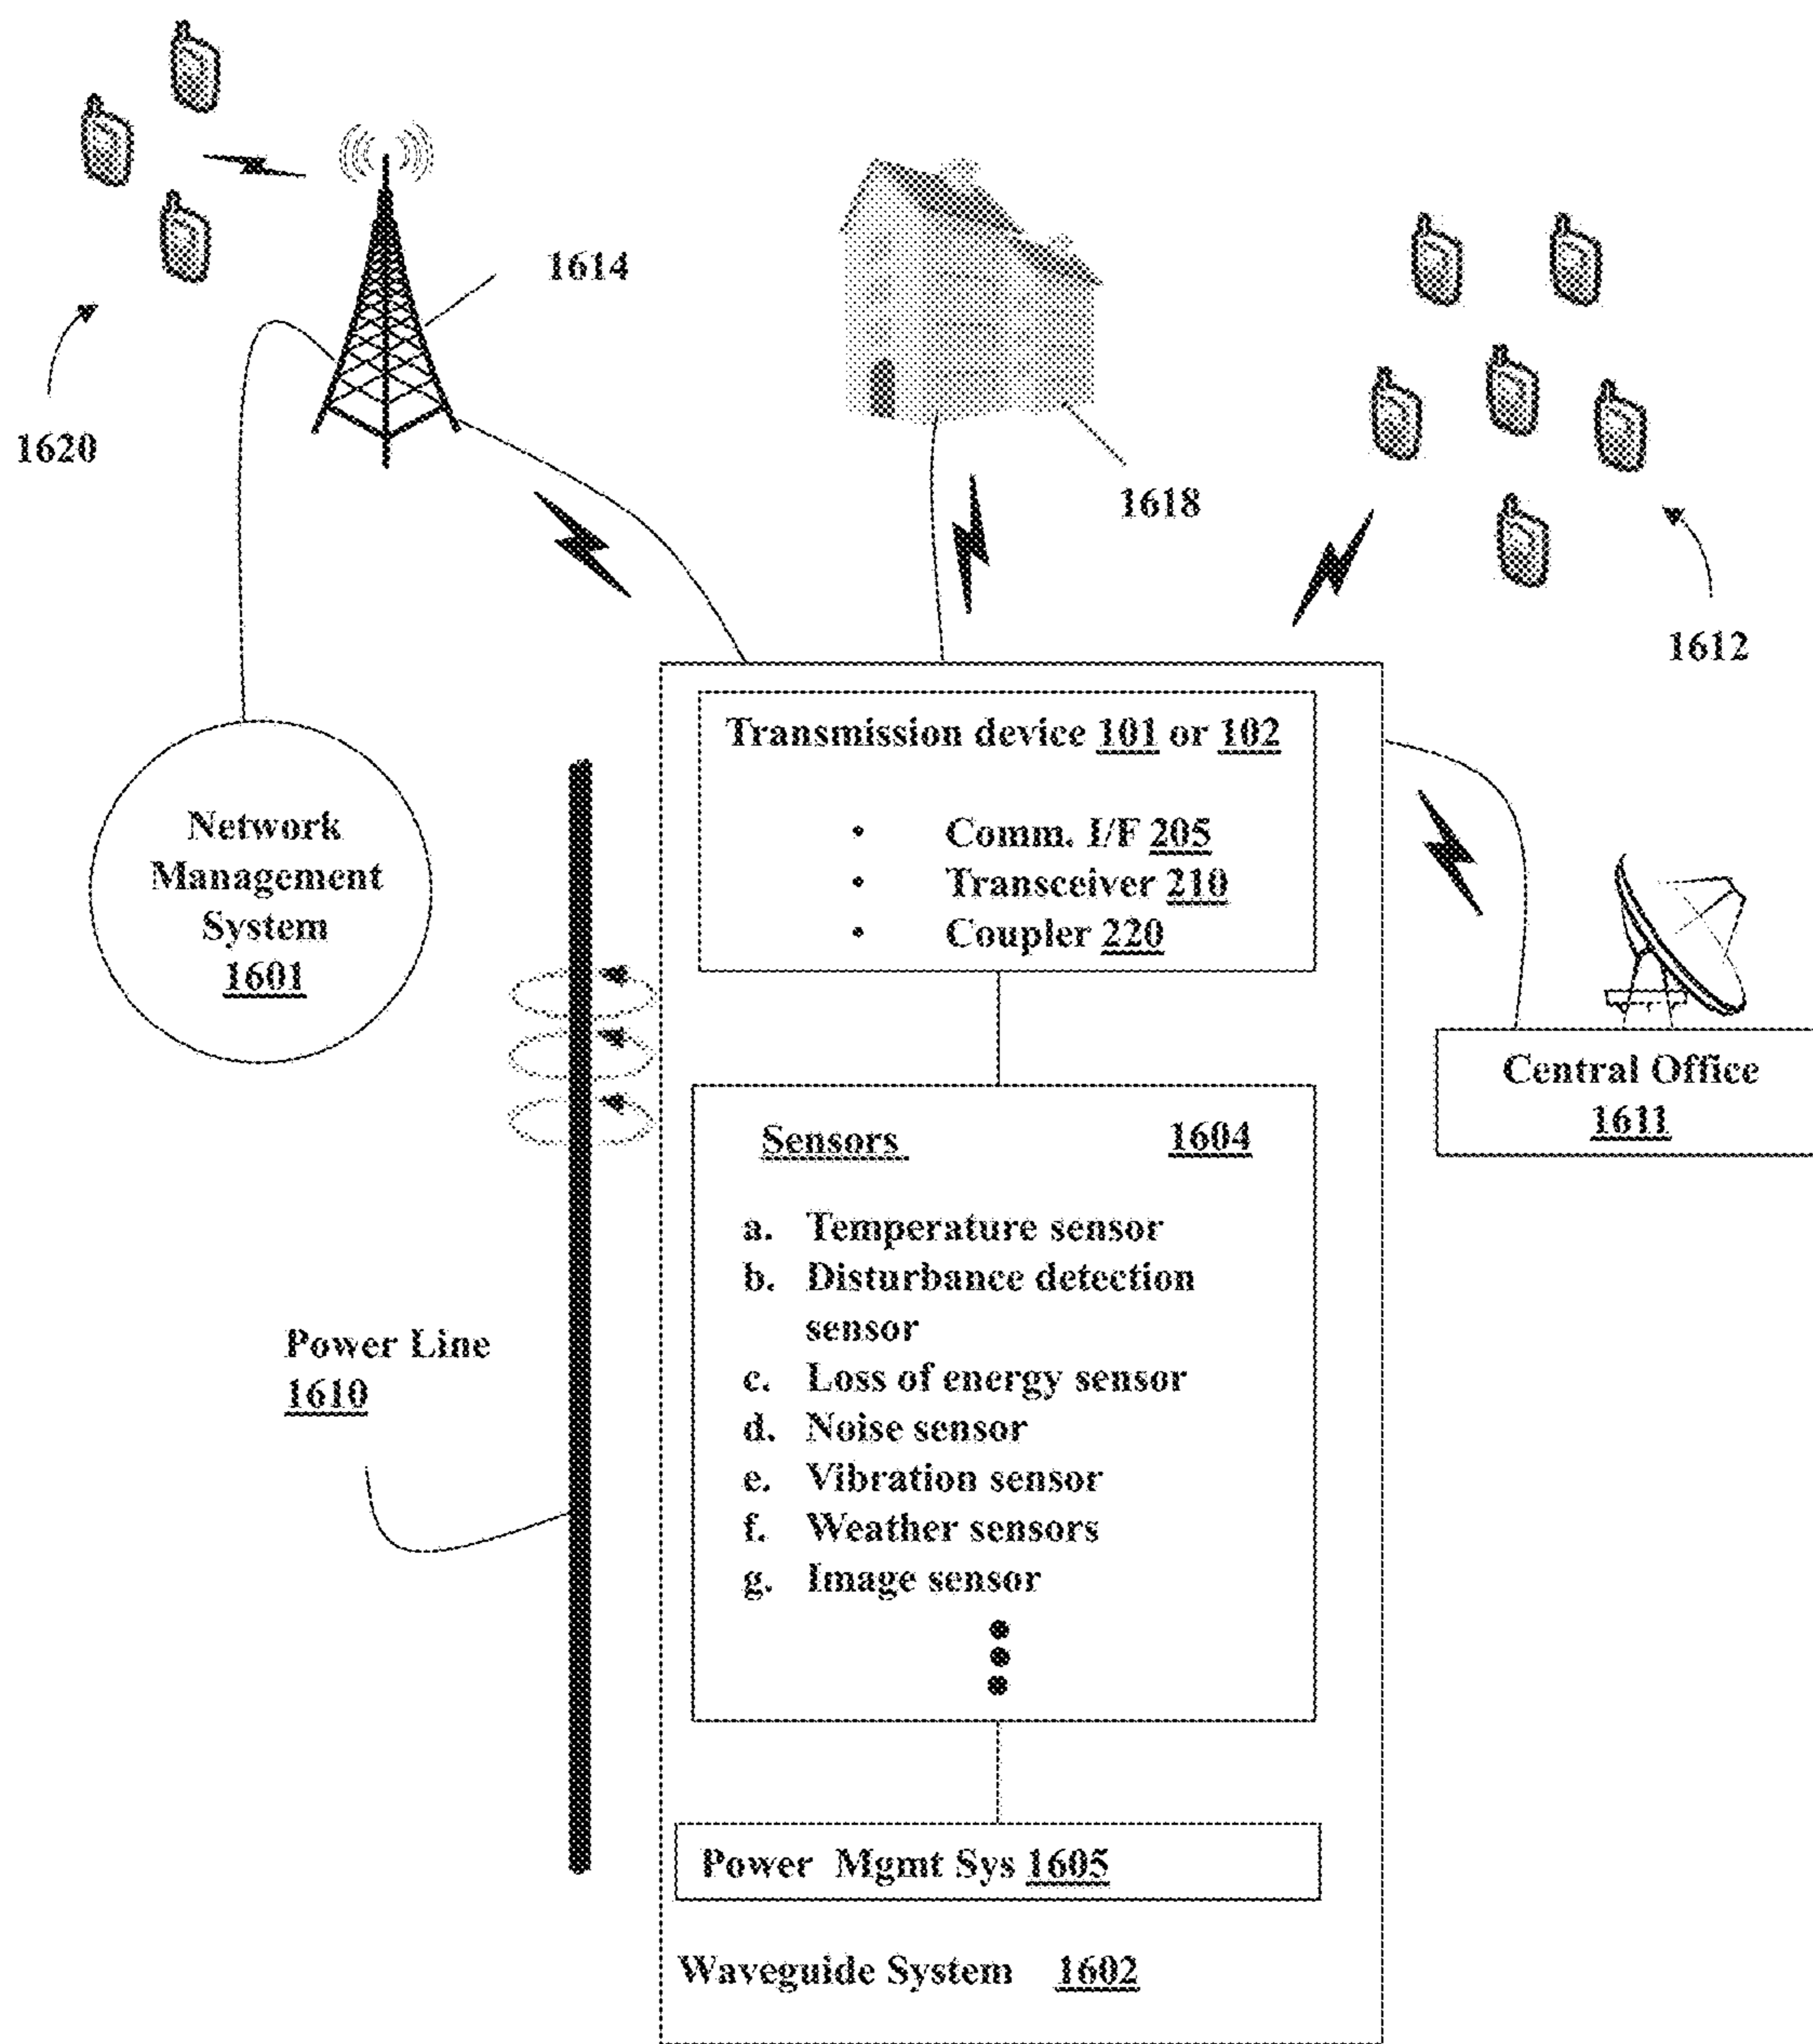 1614
1620
1618
1612
Transmission device 101 or 102
• Comm. I/F 205
• Transceiver 210
• Coupler 220
Network
Management
System
1601
Central Office
1611
Sensors 1604
a. Temperature sensor
b. Disturbance detection
sensor
c. Loss of energy sensor
d. Noise sensor
e. Vibration sensor
f. Weather sensors
g. Image sensor
Power Line
1610
Power Mgmt Sys 1605
Waveguide System 1602